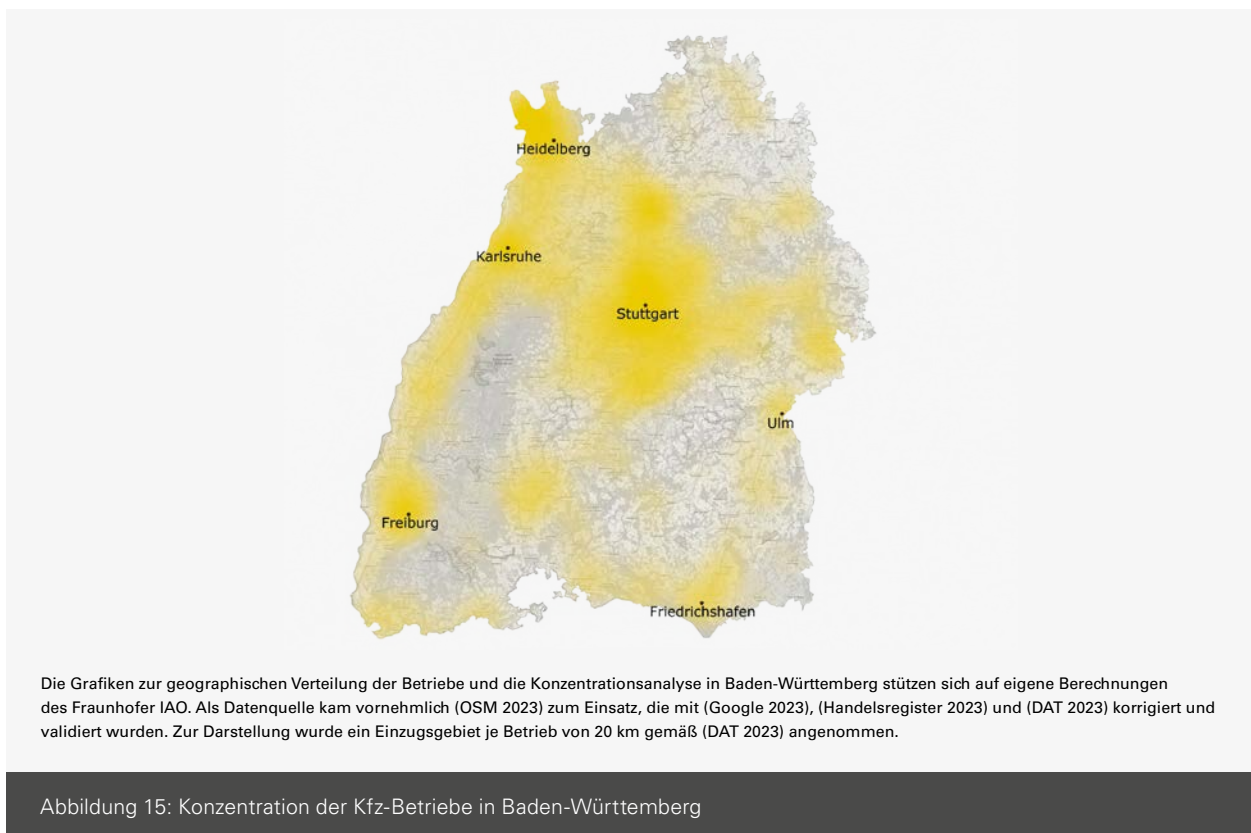 Heidelberg
Karlsruhe
Stuttgart
Ulm
Freiburg
Friedrichshafen
Die Grafiken zur geographischen Verteilung der Betriebe und die Konzentrationsanalyse in Baden-Württemberg stützen sich auf eigene Berechnungen
des Fraunhofer IAO. Als Datenquelle kam vornehmlich (OSM 2023) zum Einsatz, die mit (Google 2023), (Handelsregister 2023) und (DAT 2023) korrigiert und
validiert wurden. Zur Darstellung wurde ein Einzugsgebiet je Betrieb von 20 km gemäß (DAT 2023) angenommen.
Abbildung 15: Konzentration der Kfz-Betriebe in Baden-Württemberg